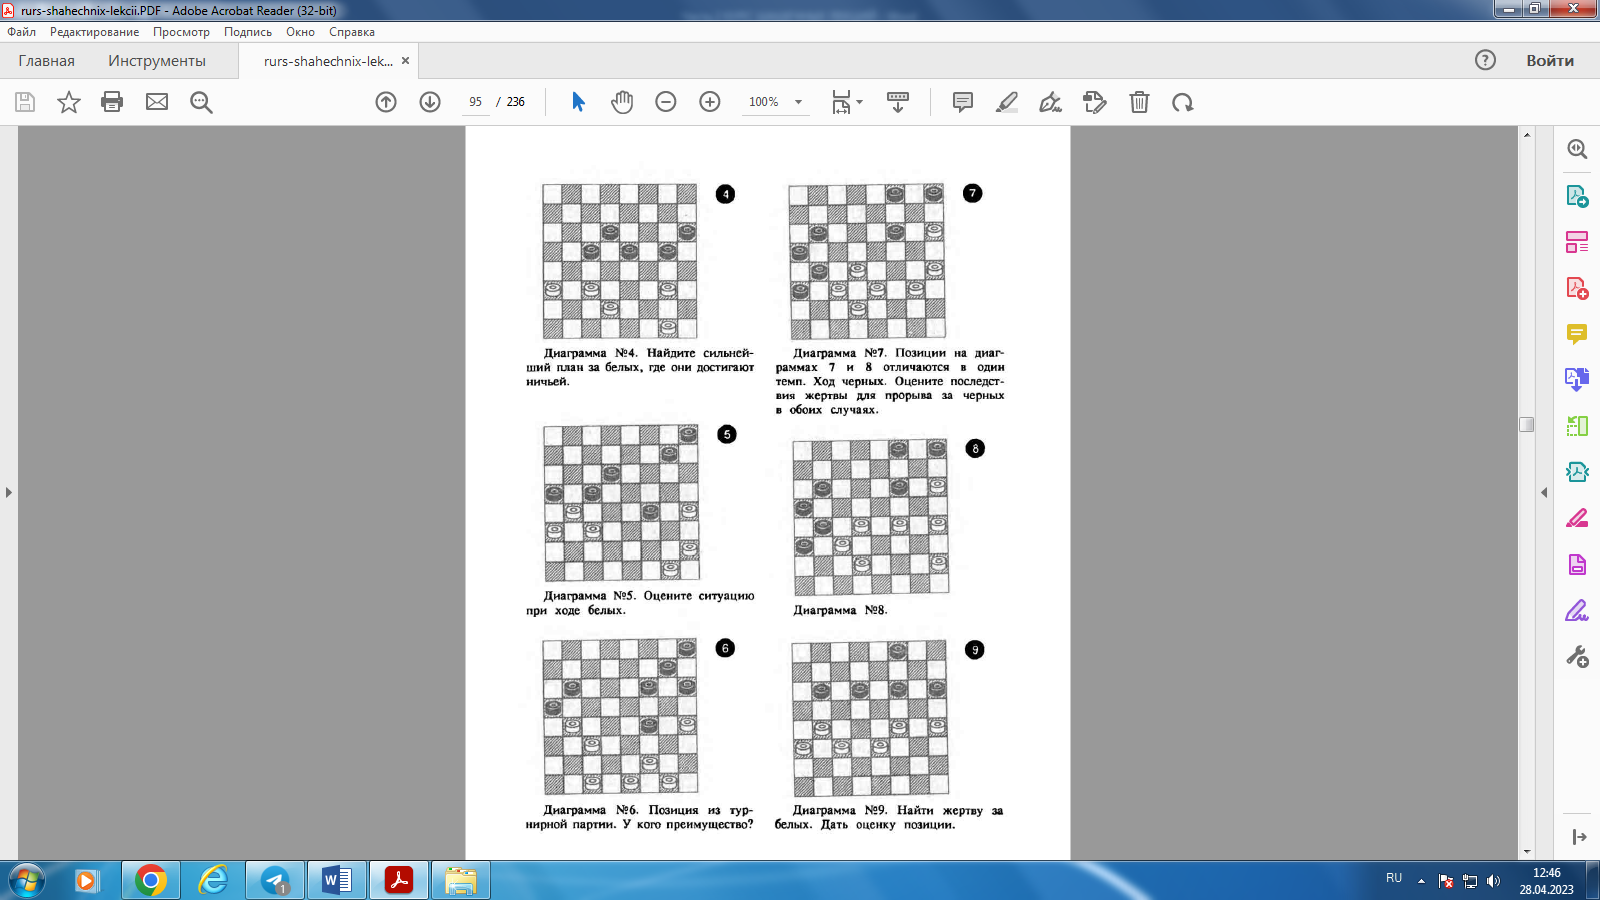 rurs-shahechnix-lekcii.PDF - Adobe Acrobat Reader (32-bit)
Файл Редактирование Просмотр Подпись Окно Справка
Главная Инструменты rurs-shahechnix-lek... × Войти
95 / 236 100%
4
Диаграмма №4. Найдите сильней-
ший план за белых, где они достигают
ничьей.
5
Диаграмма №5. Оцените ситуацию
при ходе белых.
6
Диаграмма №6. Позиция из тур-
нирной партии. У кого преимущество?
7
Диаграмма №7. Позиции на диаг-
раммах 7 и 8 отличаются в один
темп. Ход черных. Оцените последст-
вия жертвы для прорыва за черных
в обоих случаях.
8
Диаграмма №8.
9
Диаграмма №9. Найти жертву за
белых. Дать оценку позиции.
1
RU
12:46
28.04.2023